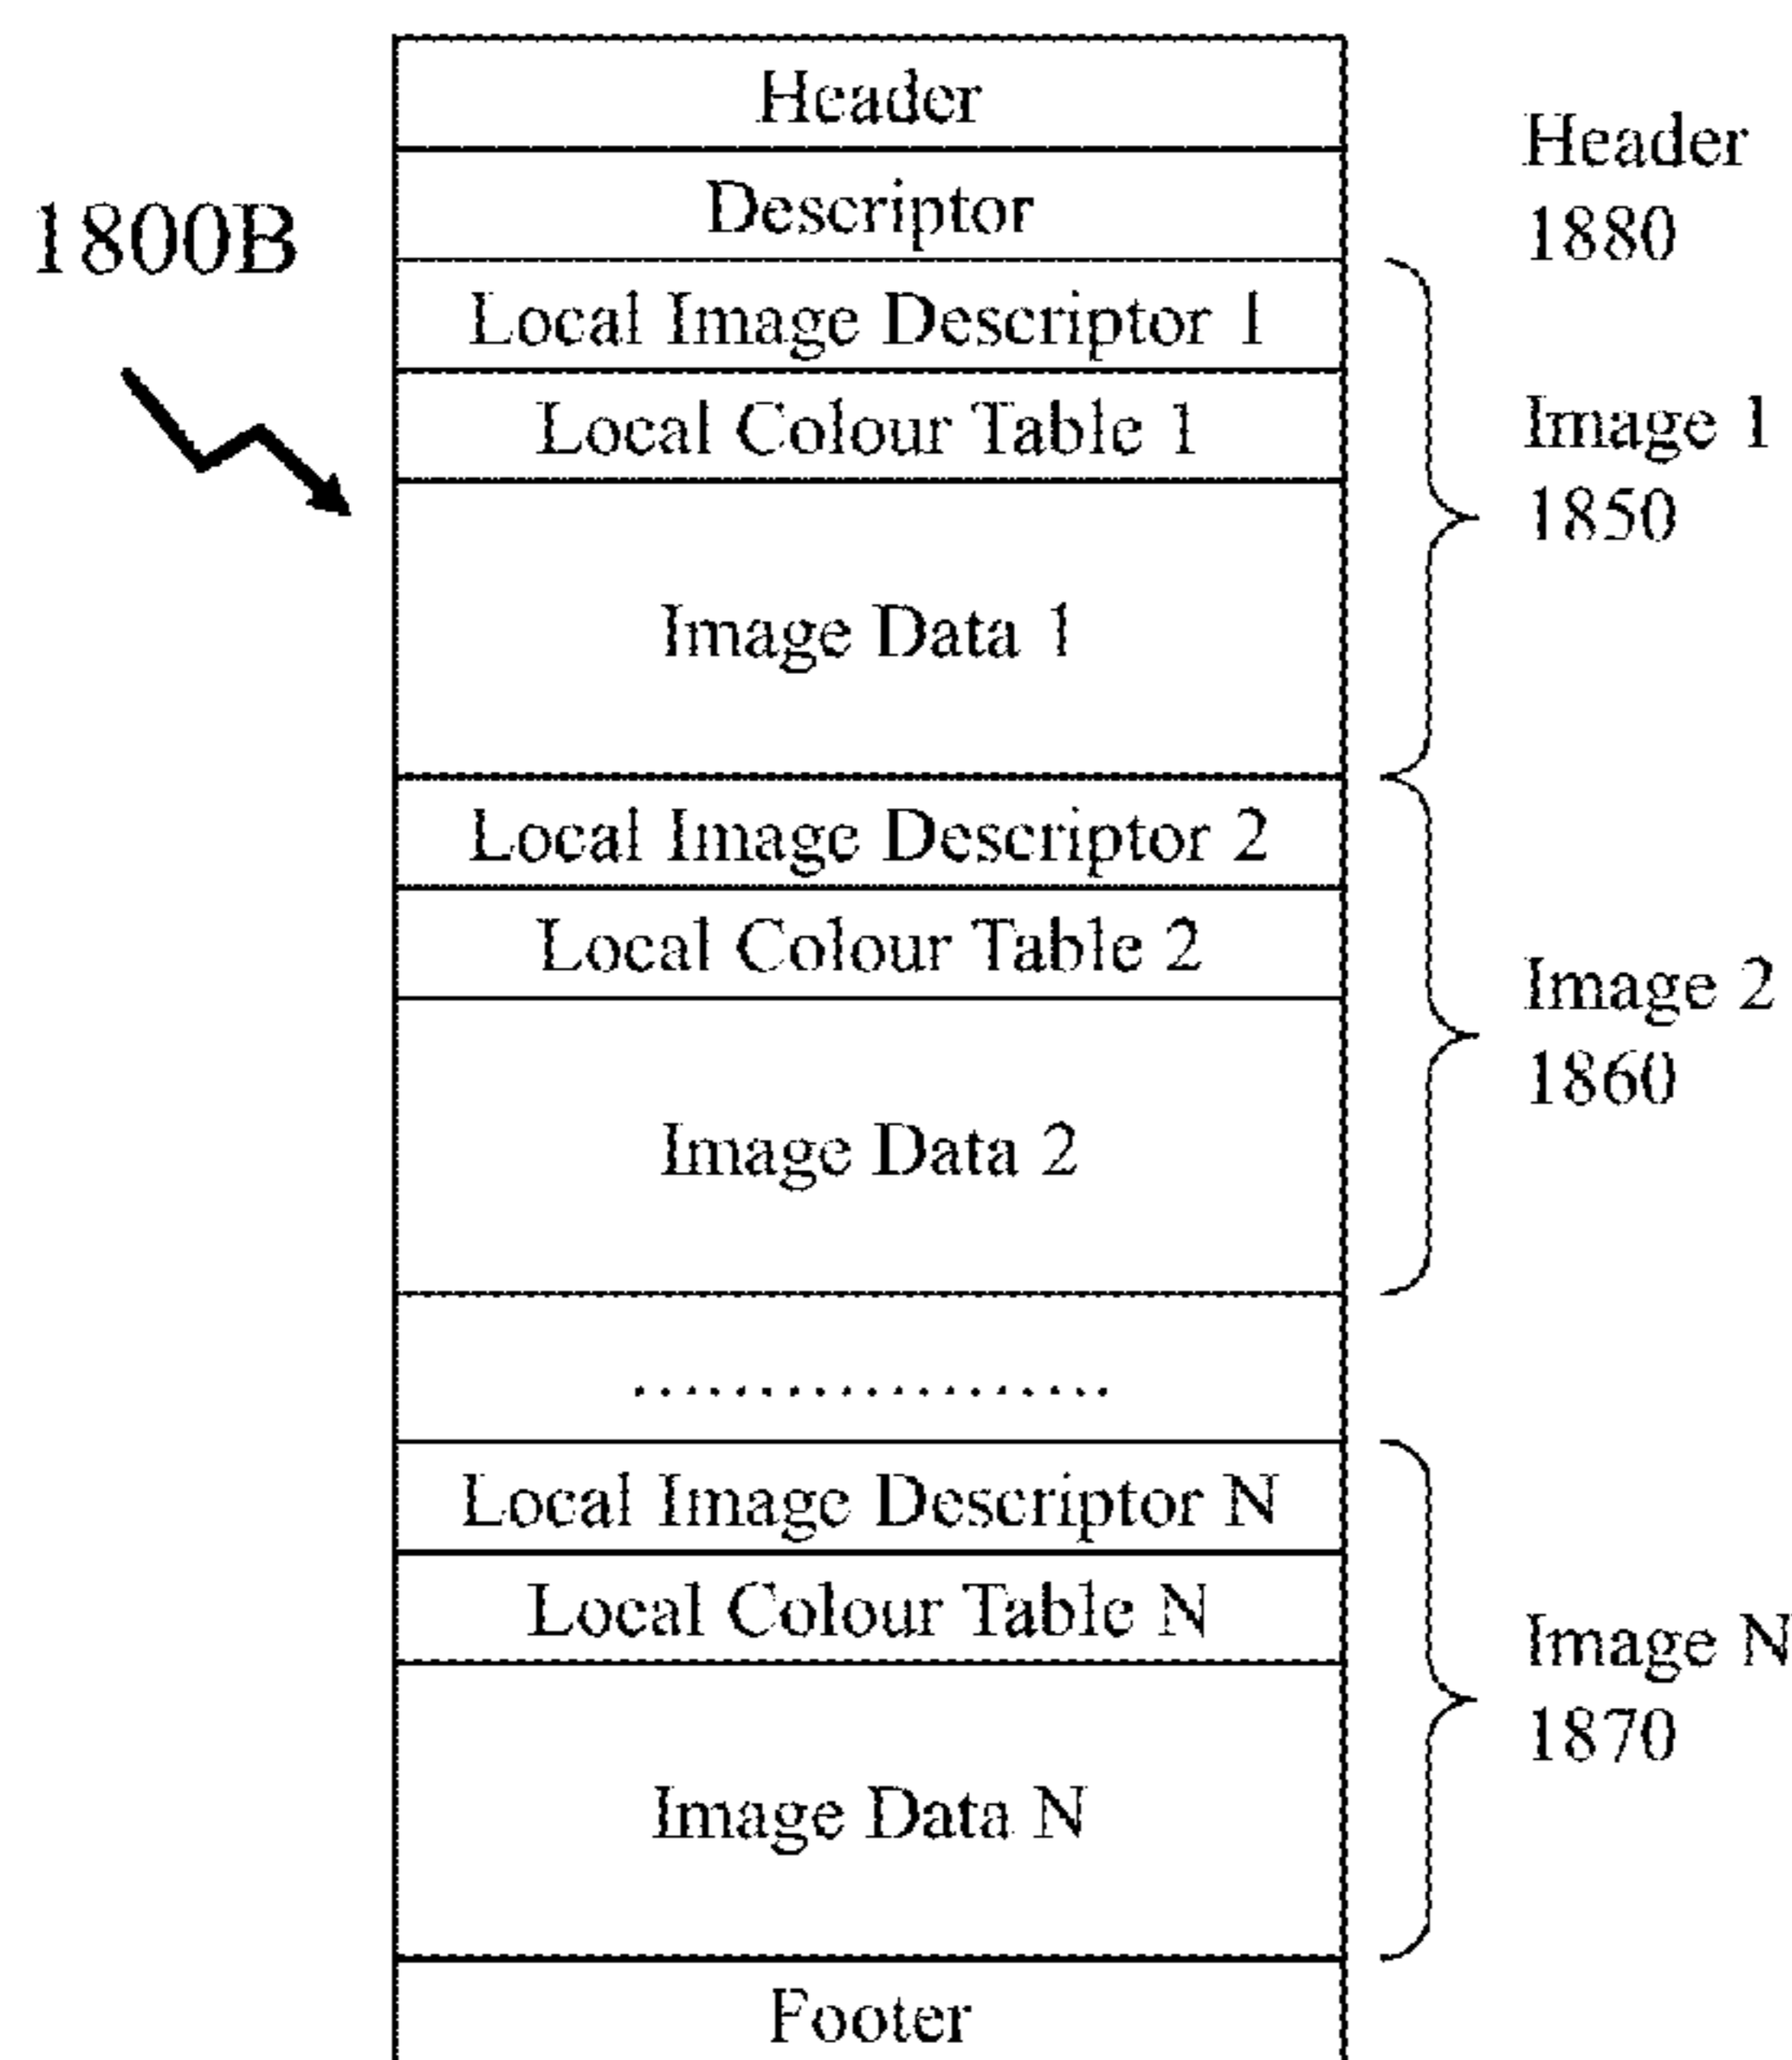 Header
Descriptor
Header
1880
1800B
Local Image Descriptor 1
Local Colour Table 1
Image Data 1
Image 1
1850
Local Image Descriptor 2
Local Colour Table 2
Image Data 2
Image 2
1860
...................
Local Image Descriptor N
Local Colour Table N
Image Data N
Image N
1870
Footer